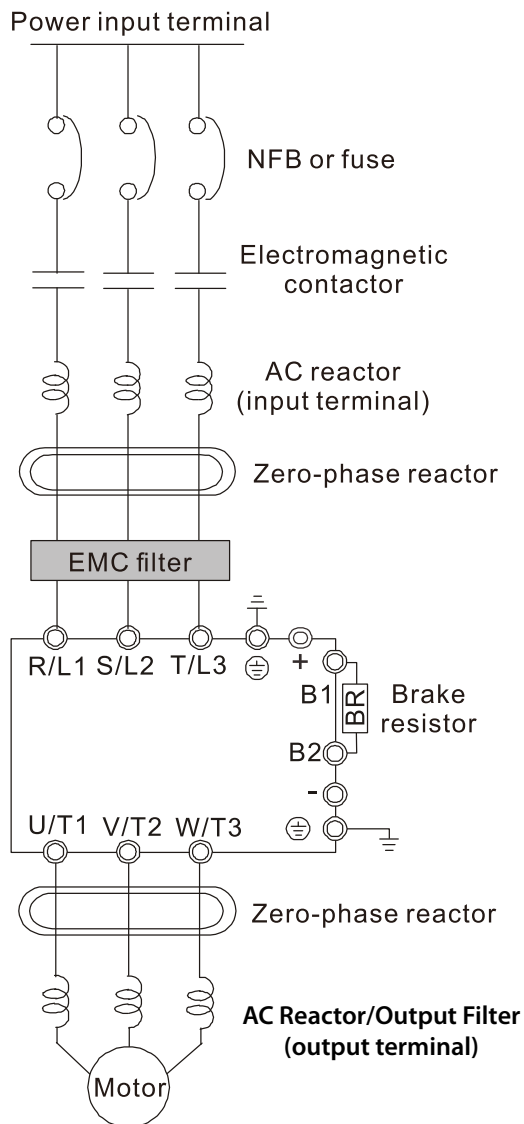 Power input terminal
NFB or fuse
Electromagnetic
contactor
AC reactor
(input terminal)
Zero-phase reactor
EMC filter
R/L1 S/L2 T/L3
+
B1
BR
Brake
resistor
B2
-
U/T1 V/T2 W/T3
Zero-phase reactor
AC Reactor/Output Filter
(output terminal)
Motor